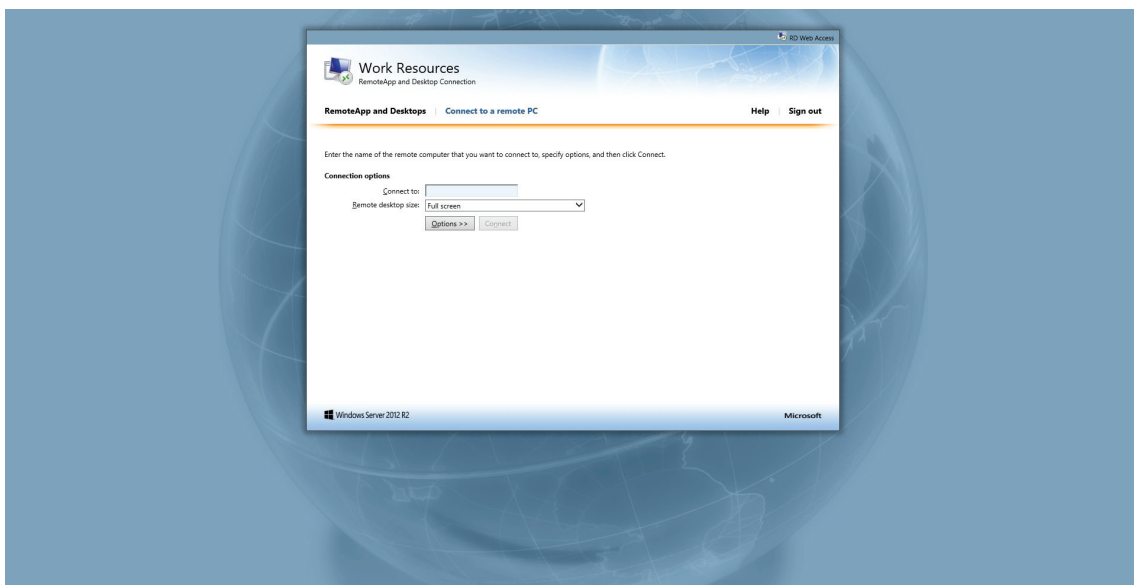 RD Web Access
Work Resources
RemoteApp and Desktop Connection
RemoteApp and Desktops | Connect to a remote PC
Help | Sign out
Enter the name of the remote computer that you want to connect to, specify options, and then click Connect.
Connection options
Connect to:
Remote desktop size: Full screen
Options >> Connect
Windows Server 2012 R2
Microsoft